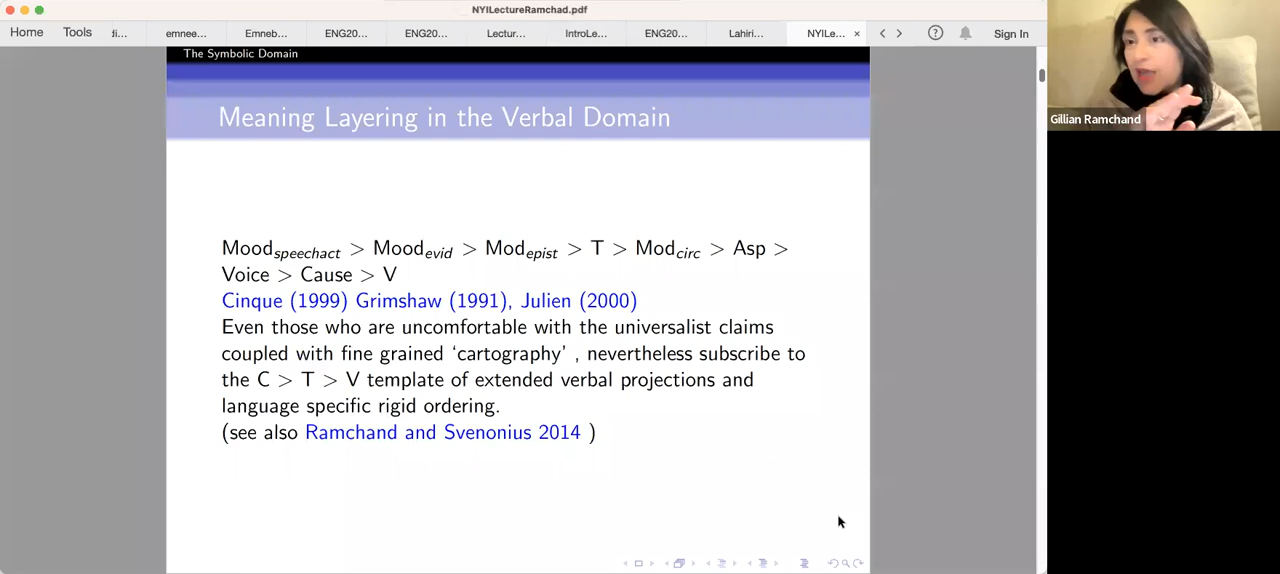 NYILectureRamchad.pdf
Home Tools ...fi... emnee... Emneb... ENG20... ENG20... Lectur... IntroLe... ENG20... Lahiri... NYILe... × Sign In
The Symbolic Domain
Meaning Layering in the Verbal Domain
Gillian Ramchand
Mood_speechact > Mood_evid > Mod_epist > T > Mod_circ > Asp >
Voice > Cause > V
Cinque (1999) Grimshaw (1991), Julien (2000)
Even those who are uncomfortable with the universalist claims
coupled with fine grained ‘cartography’ , nevertheless subscribe to
the C > T > V template of extended verbal projections and
language specific rigid ordering.
(see also Ramchand and Svenonius 2014 )